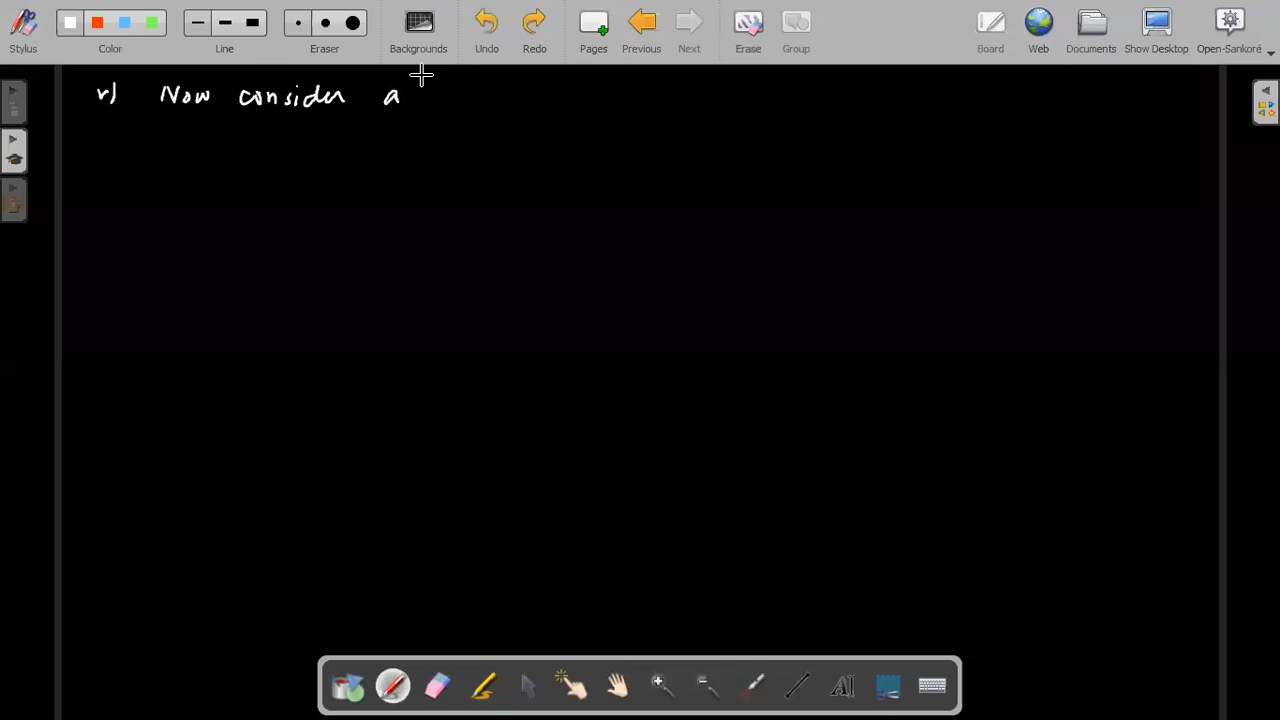 Stylus
Color
Line
Eraser
Backgrounds
Undo
Redo
Pages
Previous
Next
Erase
Group
Board
Web
Documents
Show Desktop
Open-Sankoré
v) Now consider a
AI